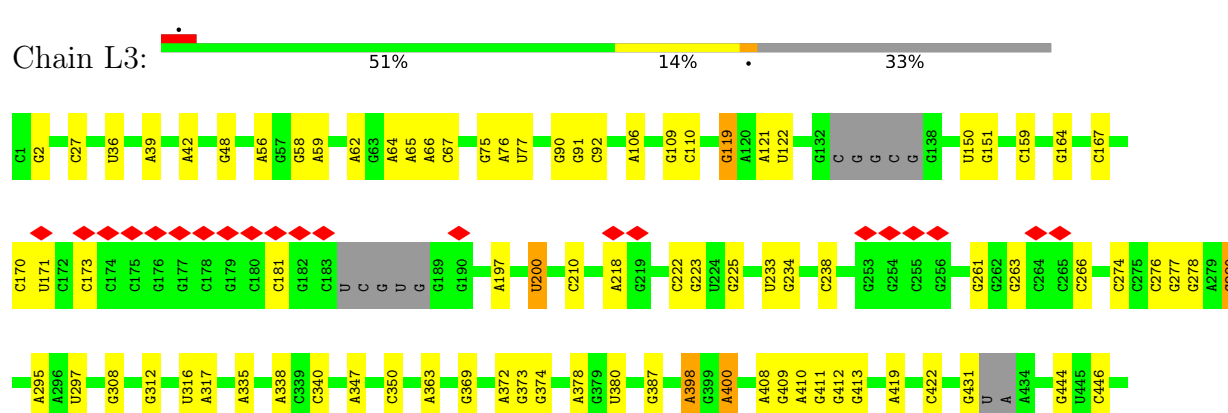 Chain L3:
51% 14% • 33%
C1 G2 C27 U36 A39 A42 G48 A56 G57 G58 A59 A62 G63 A64 A65 A66 C67 G75 A76 U77 G90 G91 C92 A106 G109 C110 G119 A120 A121 U122 G132 C G G C G G138 U150 G151 C159 G164 C167
C170 U171 C172 C173 C174 C175 G176 G177 C178 G179 C180 C181 G182 C183 U C G U G G189 G190 A197 U200 C210 A218 G219 C222 G223 U224 G225 U233 G234 C238 G253 G254 C255 G256 G261 G262 G263 C264 C265 C266 C274 C275 C276 G277 G278 A279
A295 A296 U297 G308 G312 U316 A317 A335 A338 C339 C340 A347 C350 A363 G369 A372 G373 G374 A378 G379 U380 G387 A398 G399 A400 A408 G409 A410 G411 G412 G413 A419 C422 G431 U A A434 G444 U445 C446